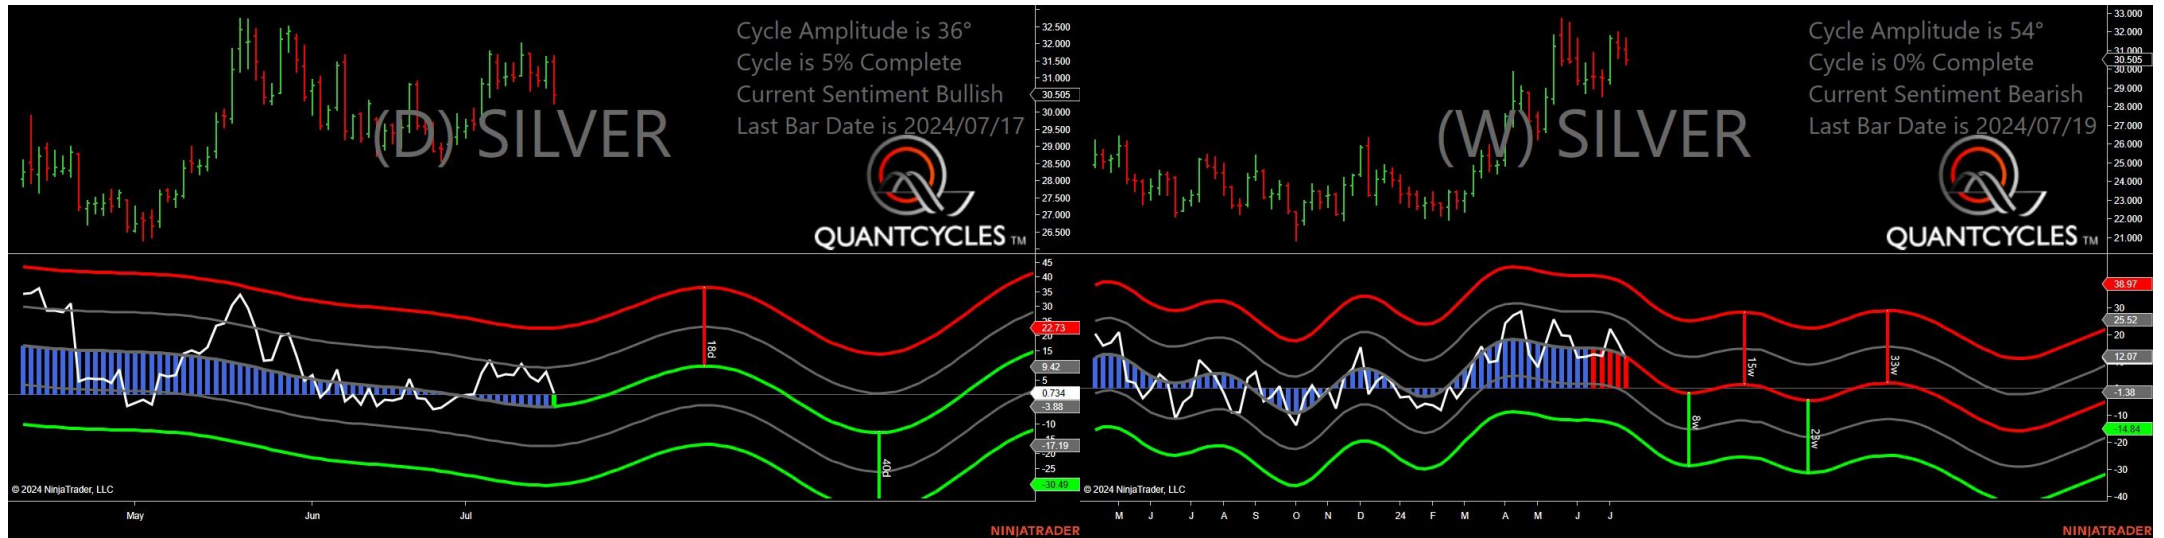 Cycle Amplitude is 36°
Cycle is 5% Complete
Current Sentiment Bullish
Last Bar Date is 2024/07/17
(D) SILVER
QUANTCYCLES TM
32.500
32.000
31.500
31.000
30.505
30.000
29.500
29.000
28.500
28.000
27.500
27.000
26.500
45
40
35
30
22.73
20
15
9.42
5
0.734
-3.88
-10
-17.19
-20
-25
-30.49
18d
40d
© 2024 NinjaTrader, LLC
May
Jun
Jul
NINJATRADER
Cycle Amplitude is 54°
Cycle is 0% Complete
Current Sentiment Bearish
Last Bar Date is 2024/07/19
(W) SILVER
QUANTCYCLES TM
33.000
32.000
31.000
30.505
30.000
29.000
28.000
27.000
26.000
25.000
24.000
23.000
22.000
21.000
38.97
30
25.52
20
12.07
-1.38
-10
-14.84
-20
-30
-40
15w
33w
8w
23w
© 2024 NinjaTrader, LLC
M J J A S O N D 24 F M A M J J
NINJATRADER